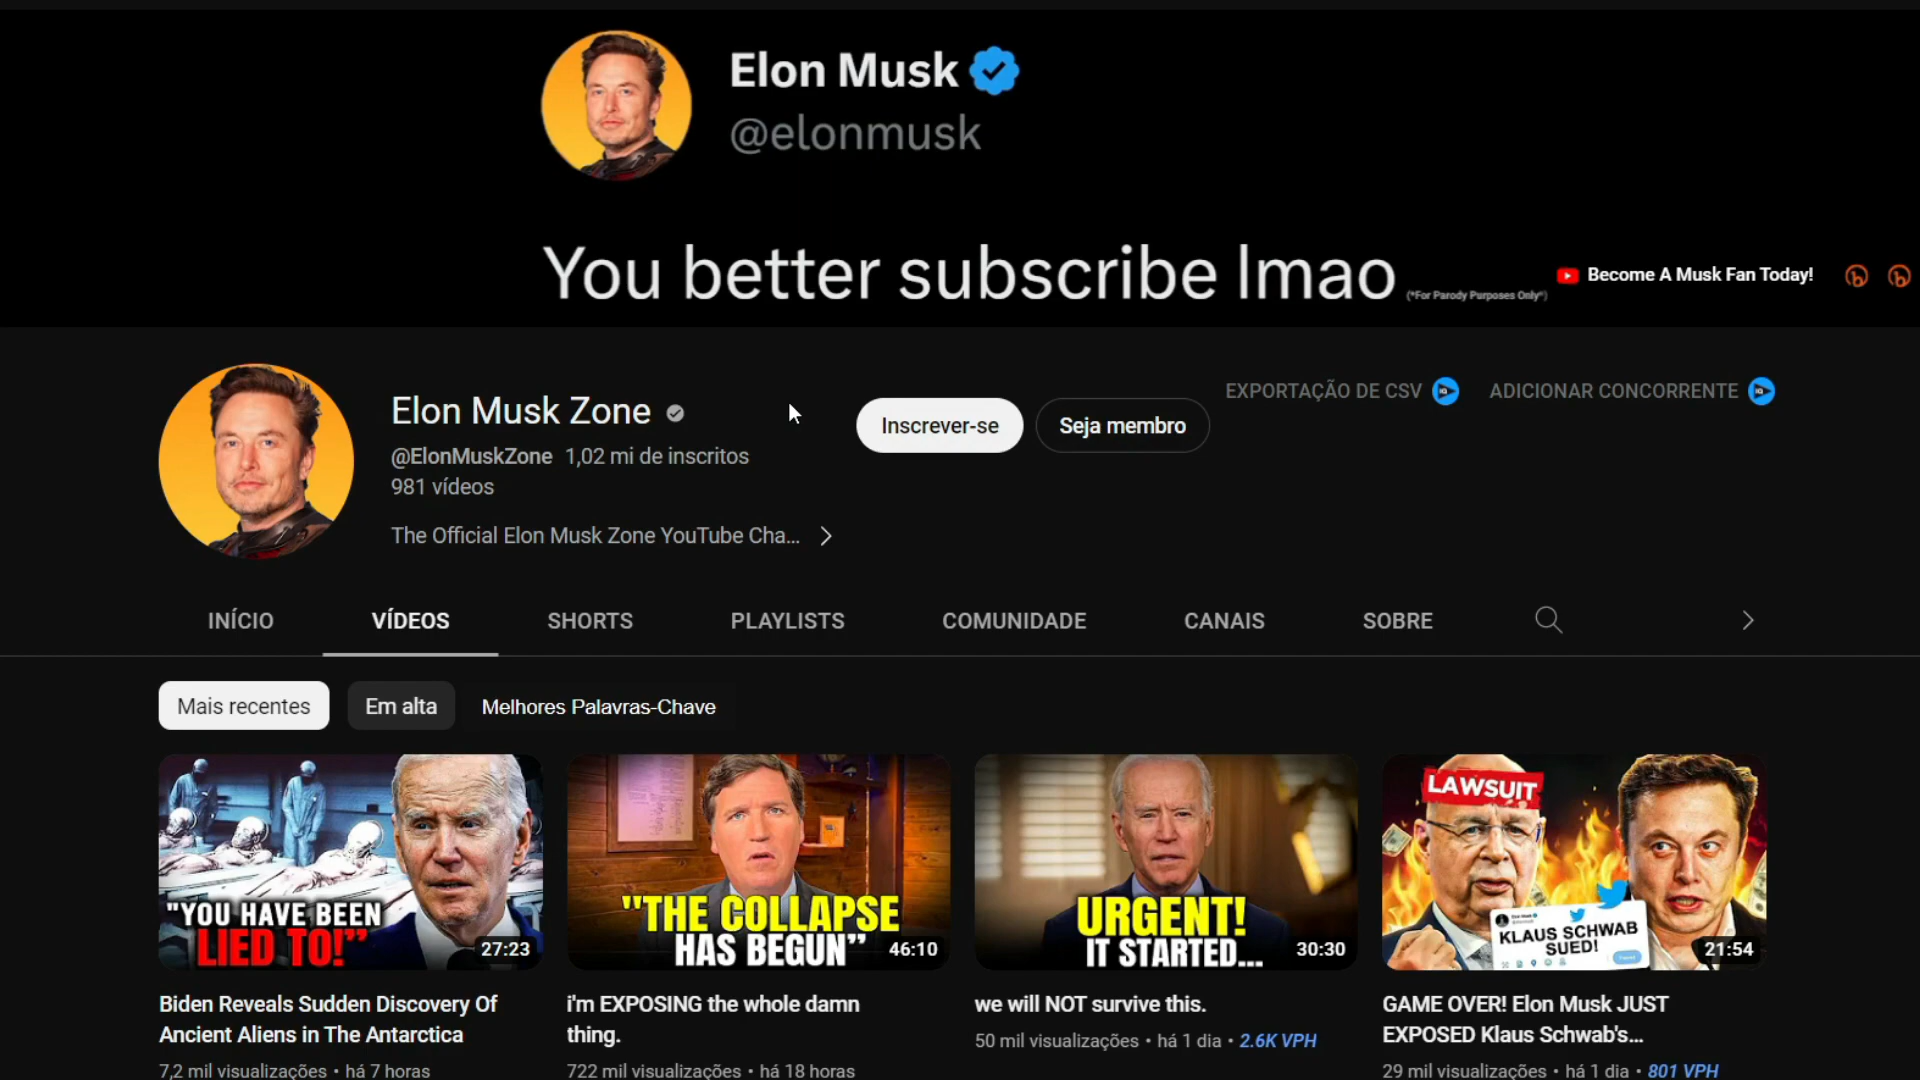 Elon Musk
@elonmusk
You better subscribe lmao
(*For Parody Purposes Only*)
Become A Musk Fan Today!
Elon Musk Zone
@ElonMuskZone 1,02 mi de inscritos
981 vídeos
The Official Elon Musk Zone YouTube Cha...
Inscrever-se
Seja membro
EXPORTAÇÃO DE CSV
ADICIONAR CONCORRENTE
INÍCIO
VÍDEOS
SHORTS
PLAYLISTS
COMUNIDADE
CANAIS
SOBRE
Mais recentes
Em alta
Melhores Palavras-Chave
"YOU HAVE BEEN
LIED TO!"
27:23
"THE COLLAPSE
HAS BEGUN"
46:10
URGENT!
IT STARTED...
30:30
LAWSUIT
KLAUS SCHWAB
SUED!
21:54
Biden Reveals Sudden Discovery Of
Ancient Aliens in The Antarctica
7,2 mil visualizações • há 7 horas
i'm EXPOSING the whole damn
thing.
722 mil visualizações • há 18 horas
we will NOT survive this.
50 mil visualizações • há 1 dia • 2.6K VPH
GAME OVER! Elon Musk JUST
EXPOSED Klaus Schwab's...
29 mil visualizações • há 1 dia • 801 VPH